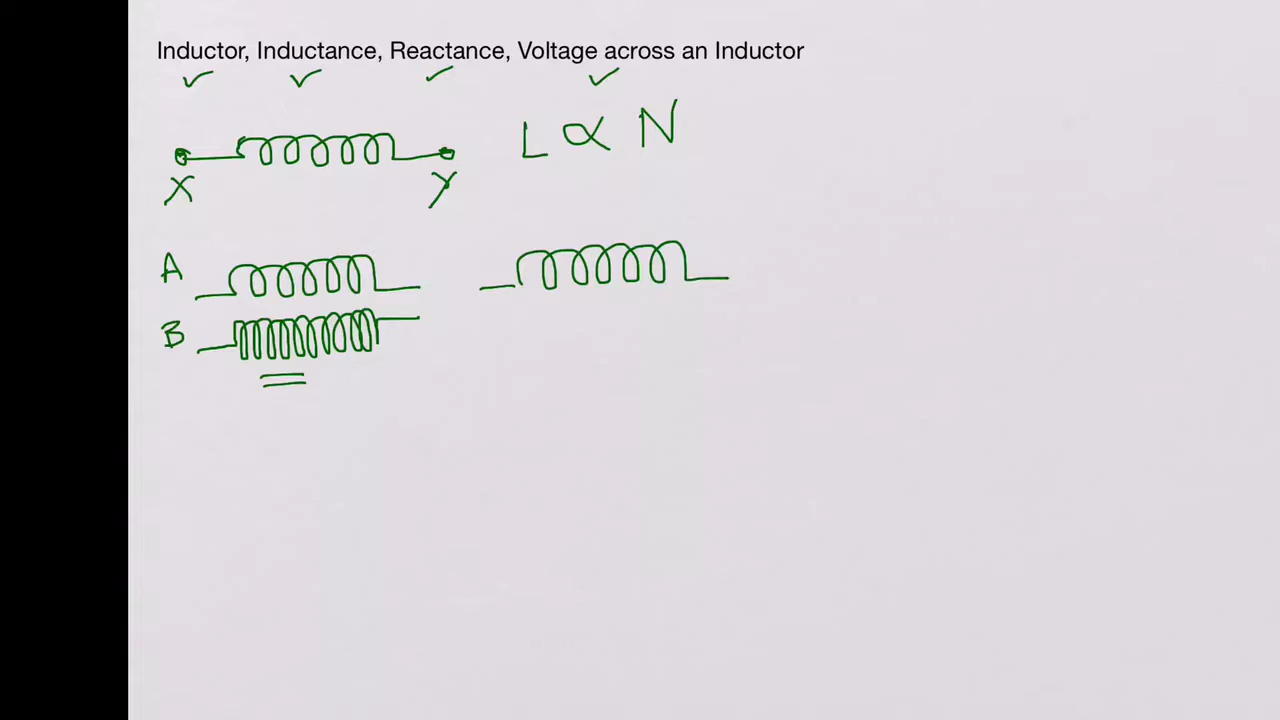 Inductor, Inductance, Reactance, Voltage across an Inductor
L ∝ N
X Y
A
B